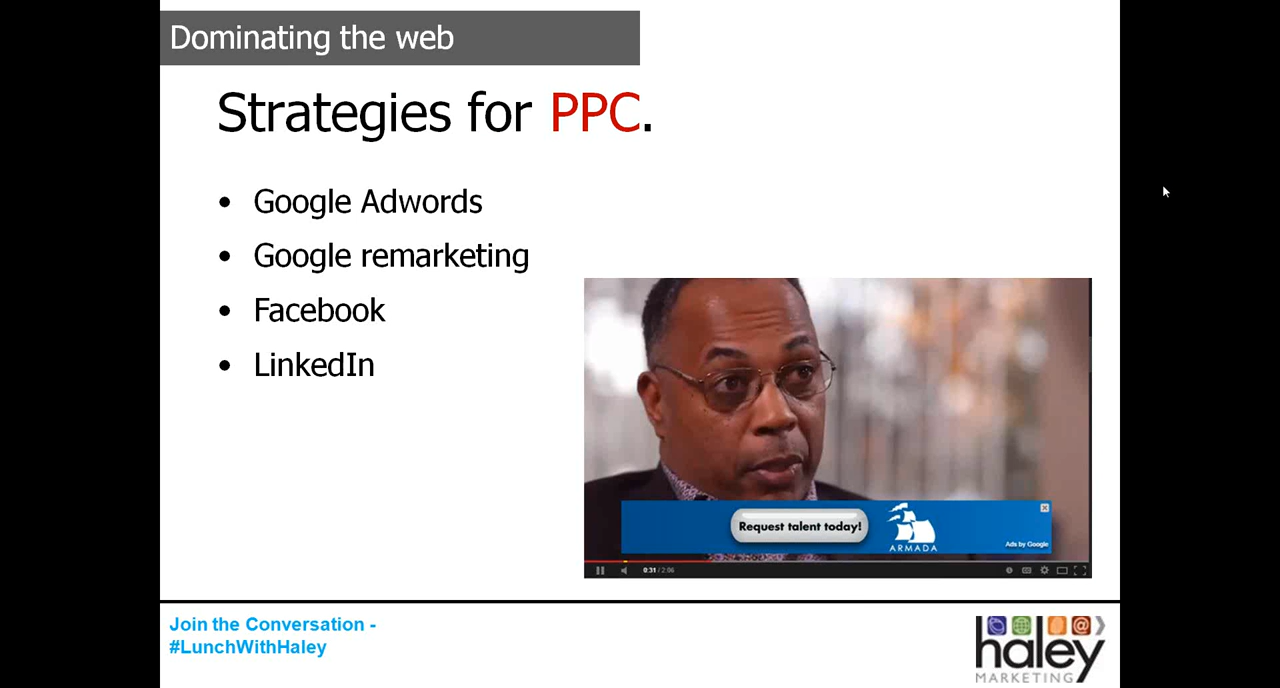 Dominating the web
Strategies for PPC.
• Google Adwords
• Google remarketing
• Facebook
• LinkedIn
Request talent today!
ARMADA
Ads by Google
0:31 / 2:06
Join the Conversation -
#LunchWithHaley
@
haley
MARKETING